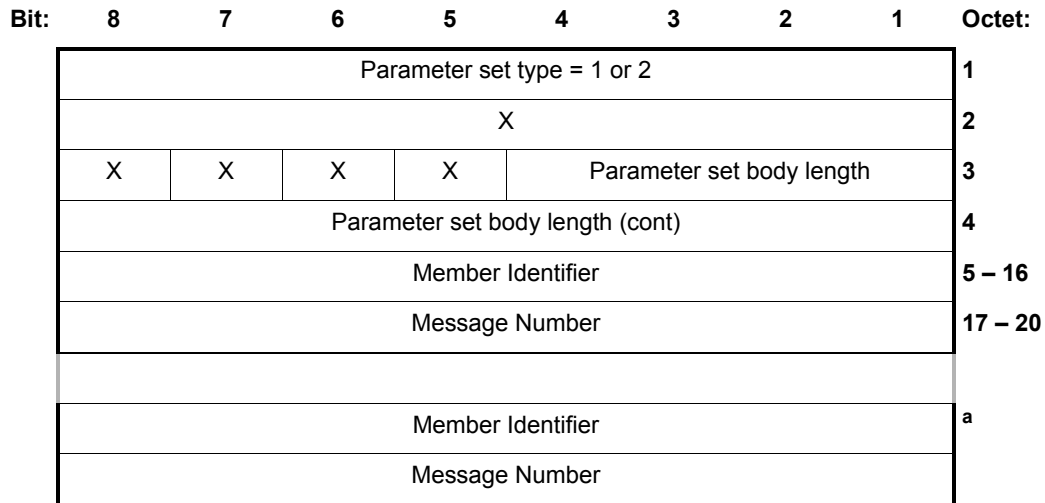 Bit: 8 7 6 5 4 3 2 1 Octet:
Parameter set type = 1 or 2 1
X 2
X X X X Parameter set body length 3
Parameter set body length (cont) 4
Member Identifier 5 – 16
Message Number 17 – 20
Member Identifier a
Message Number